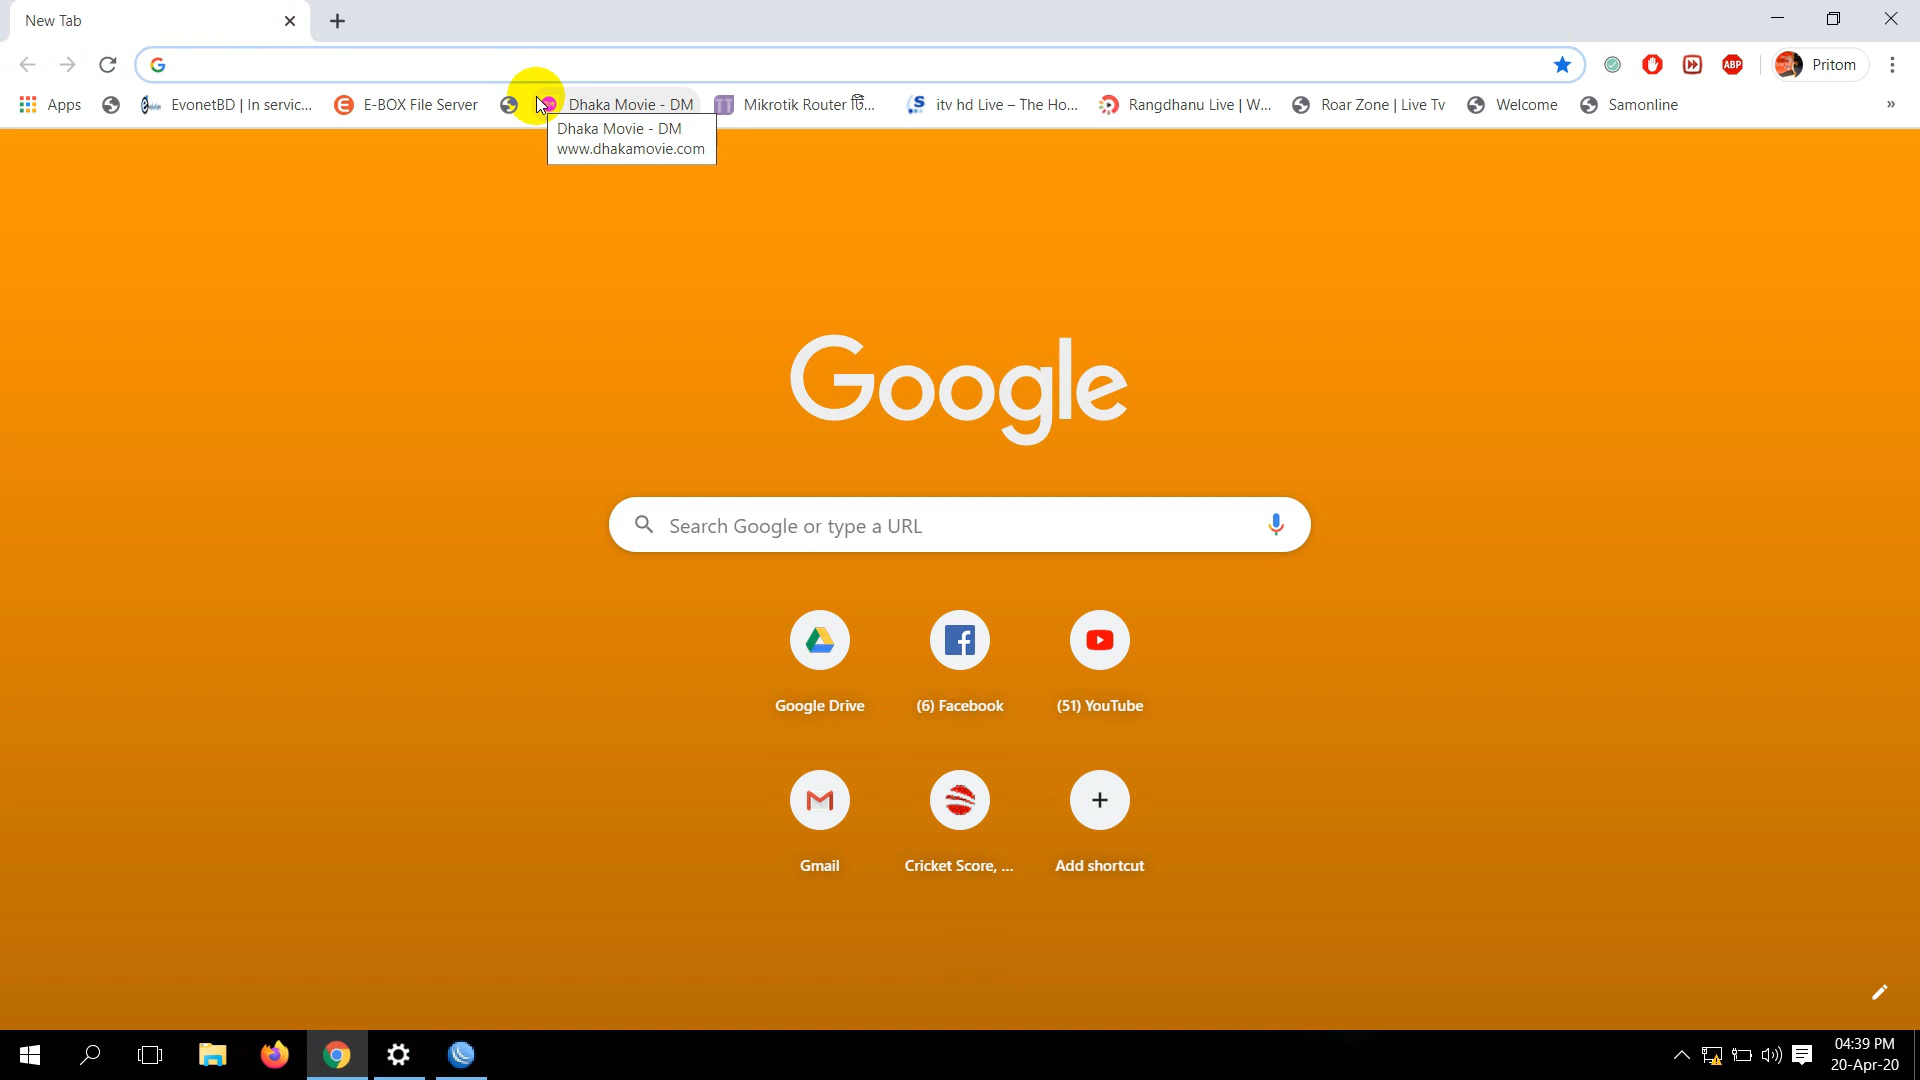 New Tab
ABP
Pritom
Apps
EvonetBD | In servic...
E-BOX File Server
Dhaka Movie - DM
Mikrotik Router
itv hd Live – The Ho...
Rangdhanu Live | W...
Roar Zone | Live Tv
Welcome
Samonline
»
Dhaka Movie - DM
www.dhakamovie.com
Google
Search Google or type a URL
Google Drive
(6) Facebook
(51) YouTube
Gmail
Cricket Score, ...
Add shortcut
04:39 PM
20-Apr-20